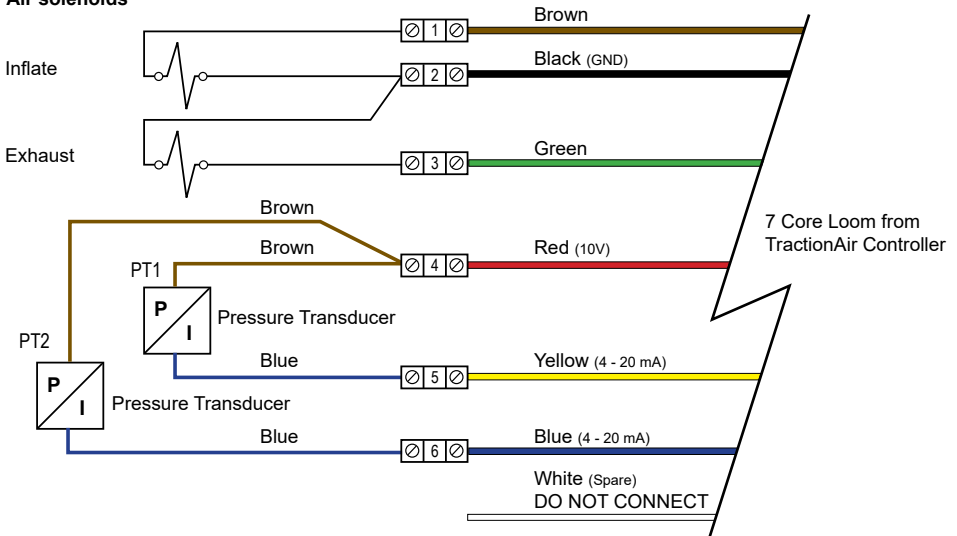 Air solenoids
Brown
1
Inflate
Black (GND)
2
Exhaust
Green
3
Brown
7 Core Loom from
TractionAir Controller
Brown
Red (10V)
4
PT1
P
I
Pressure Transducer
PT2
Blue
Yellow (4 - 20 mA)
5
P
I
Pressure Transducer
Blue
Blue (4 - 20 mA)
6
White (Spare)
DO NOT CONNECT